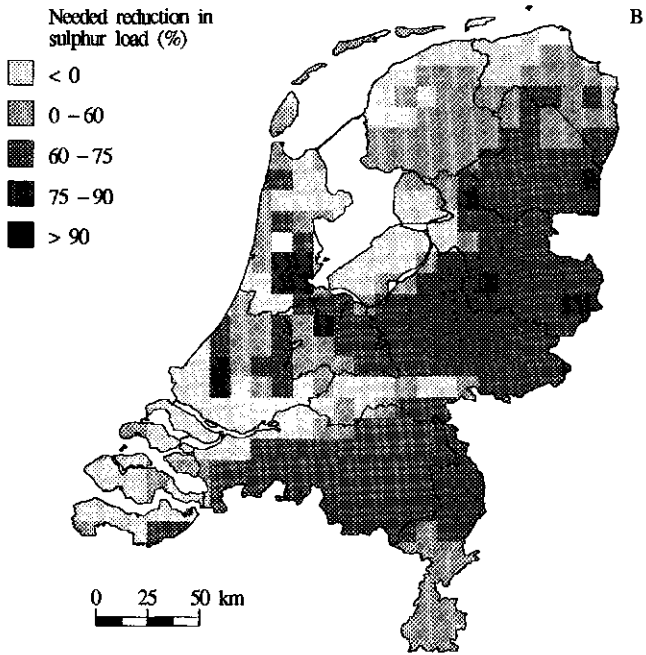 Needed reduction in
sulphur load (%)
B
< 0
0 – 60
60 – 75
75 – 90
> 90
0 25 50 km